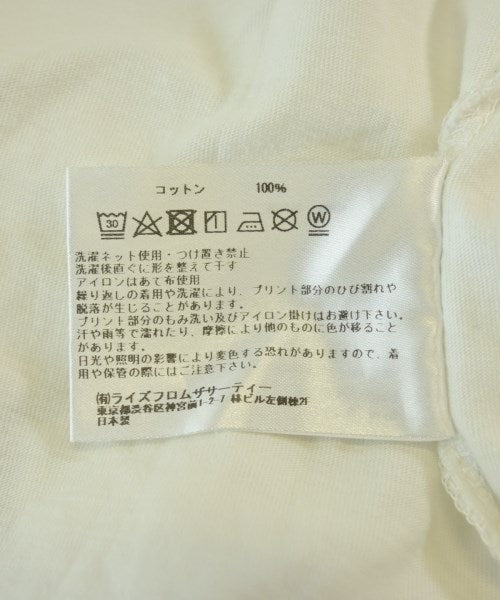 コットン 100%
30 W
洗濯ネット使用・つけ置き禁止
洗濯後直ぐに形を整えて干す
アイロンはあて布使用
繰り返しの着用や洗濯により、プリント部分のひび割れや
脱落が生じることがあります。
プリント部分のもみ洗い及びアイロン掛けはお避け下さい。
汗や雨等で濡れたり、摩擦により他のものに色が移ること
があります。
日光や照明の影響により変色する恐れがありますので、着
用や保管の際にはご注意下さい。
(有)ライズフロムザサーティー
東京都渋谷区神宮前1-2-7 林ビル左側棟2F
日本製